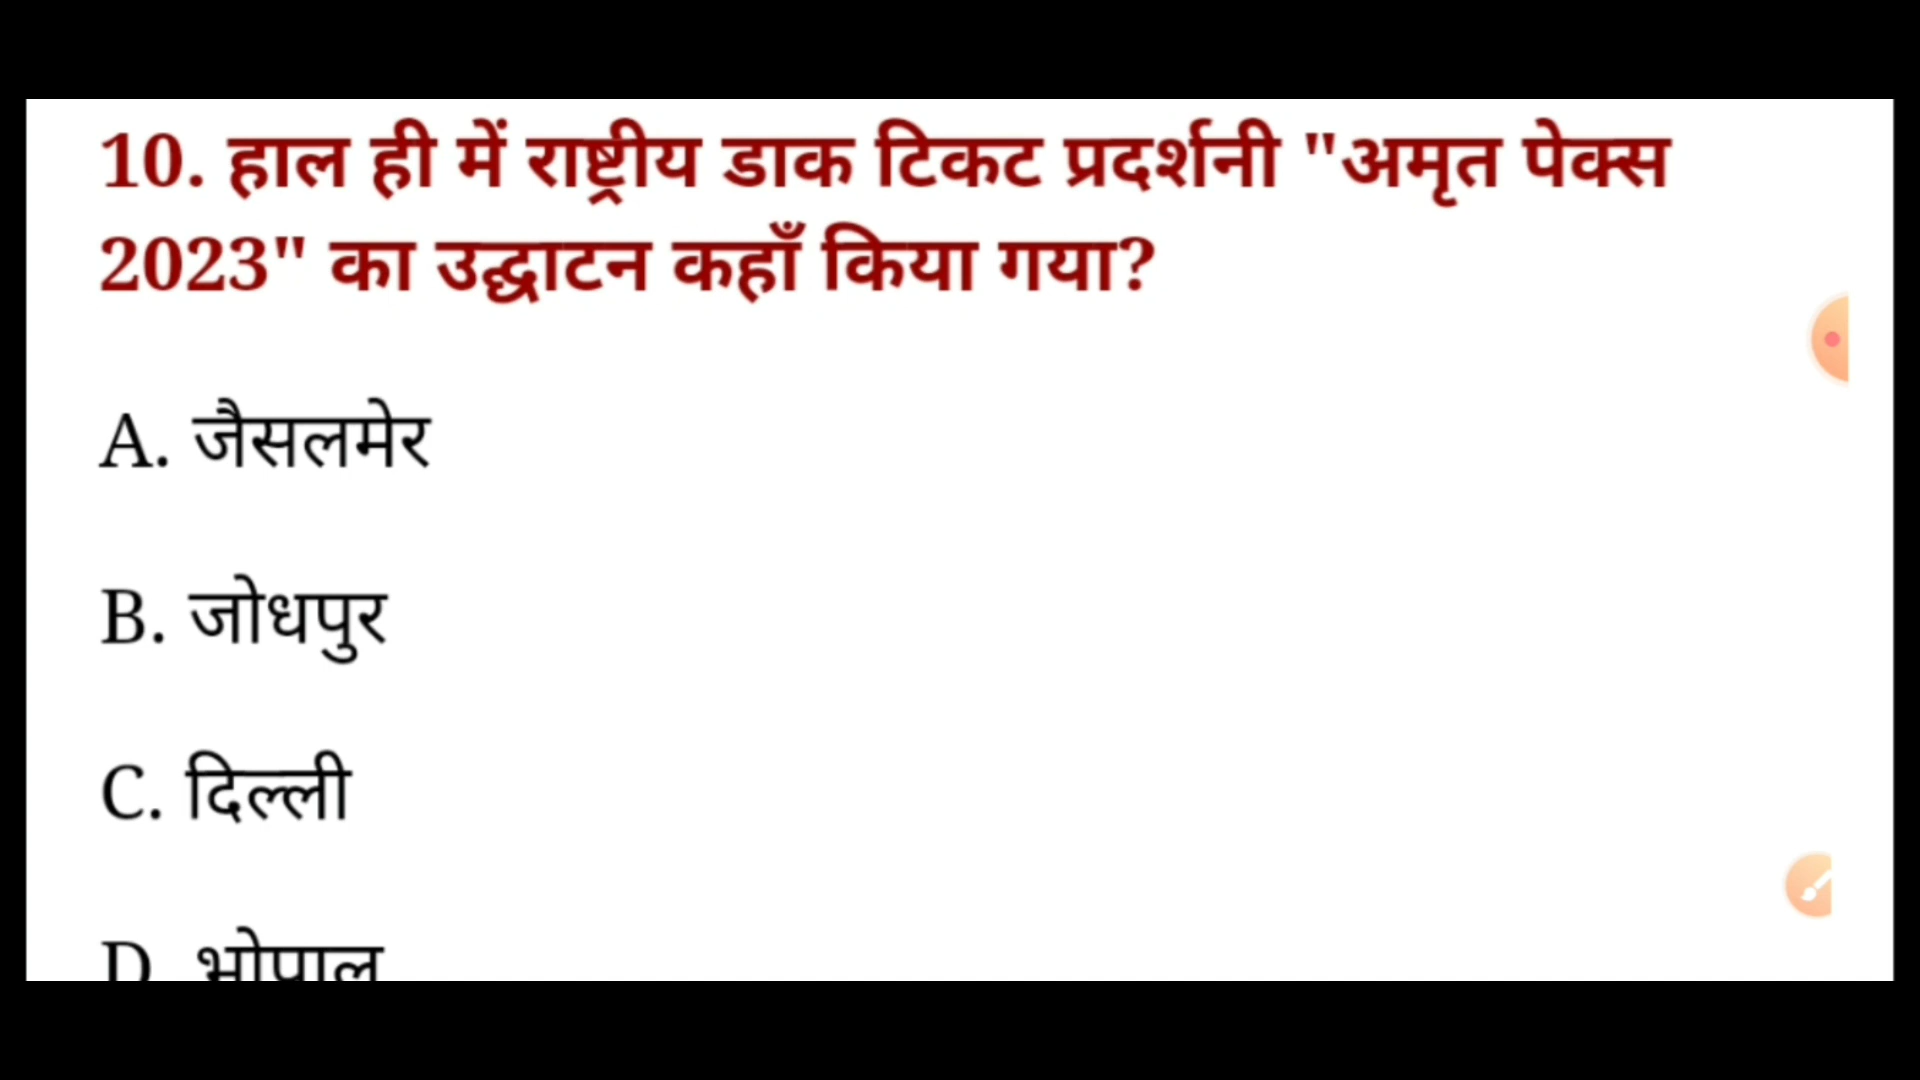 10. हाल ही में राष्ट्रीय डाक टिकट प्रदर्शनी "अमृत पेक्स
2023" का उद्घाटन कहाँ किया गया?
A. जैसलमेर
B. जोधपुर
C. दिल्ली
D. भोपाल